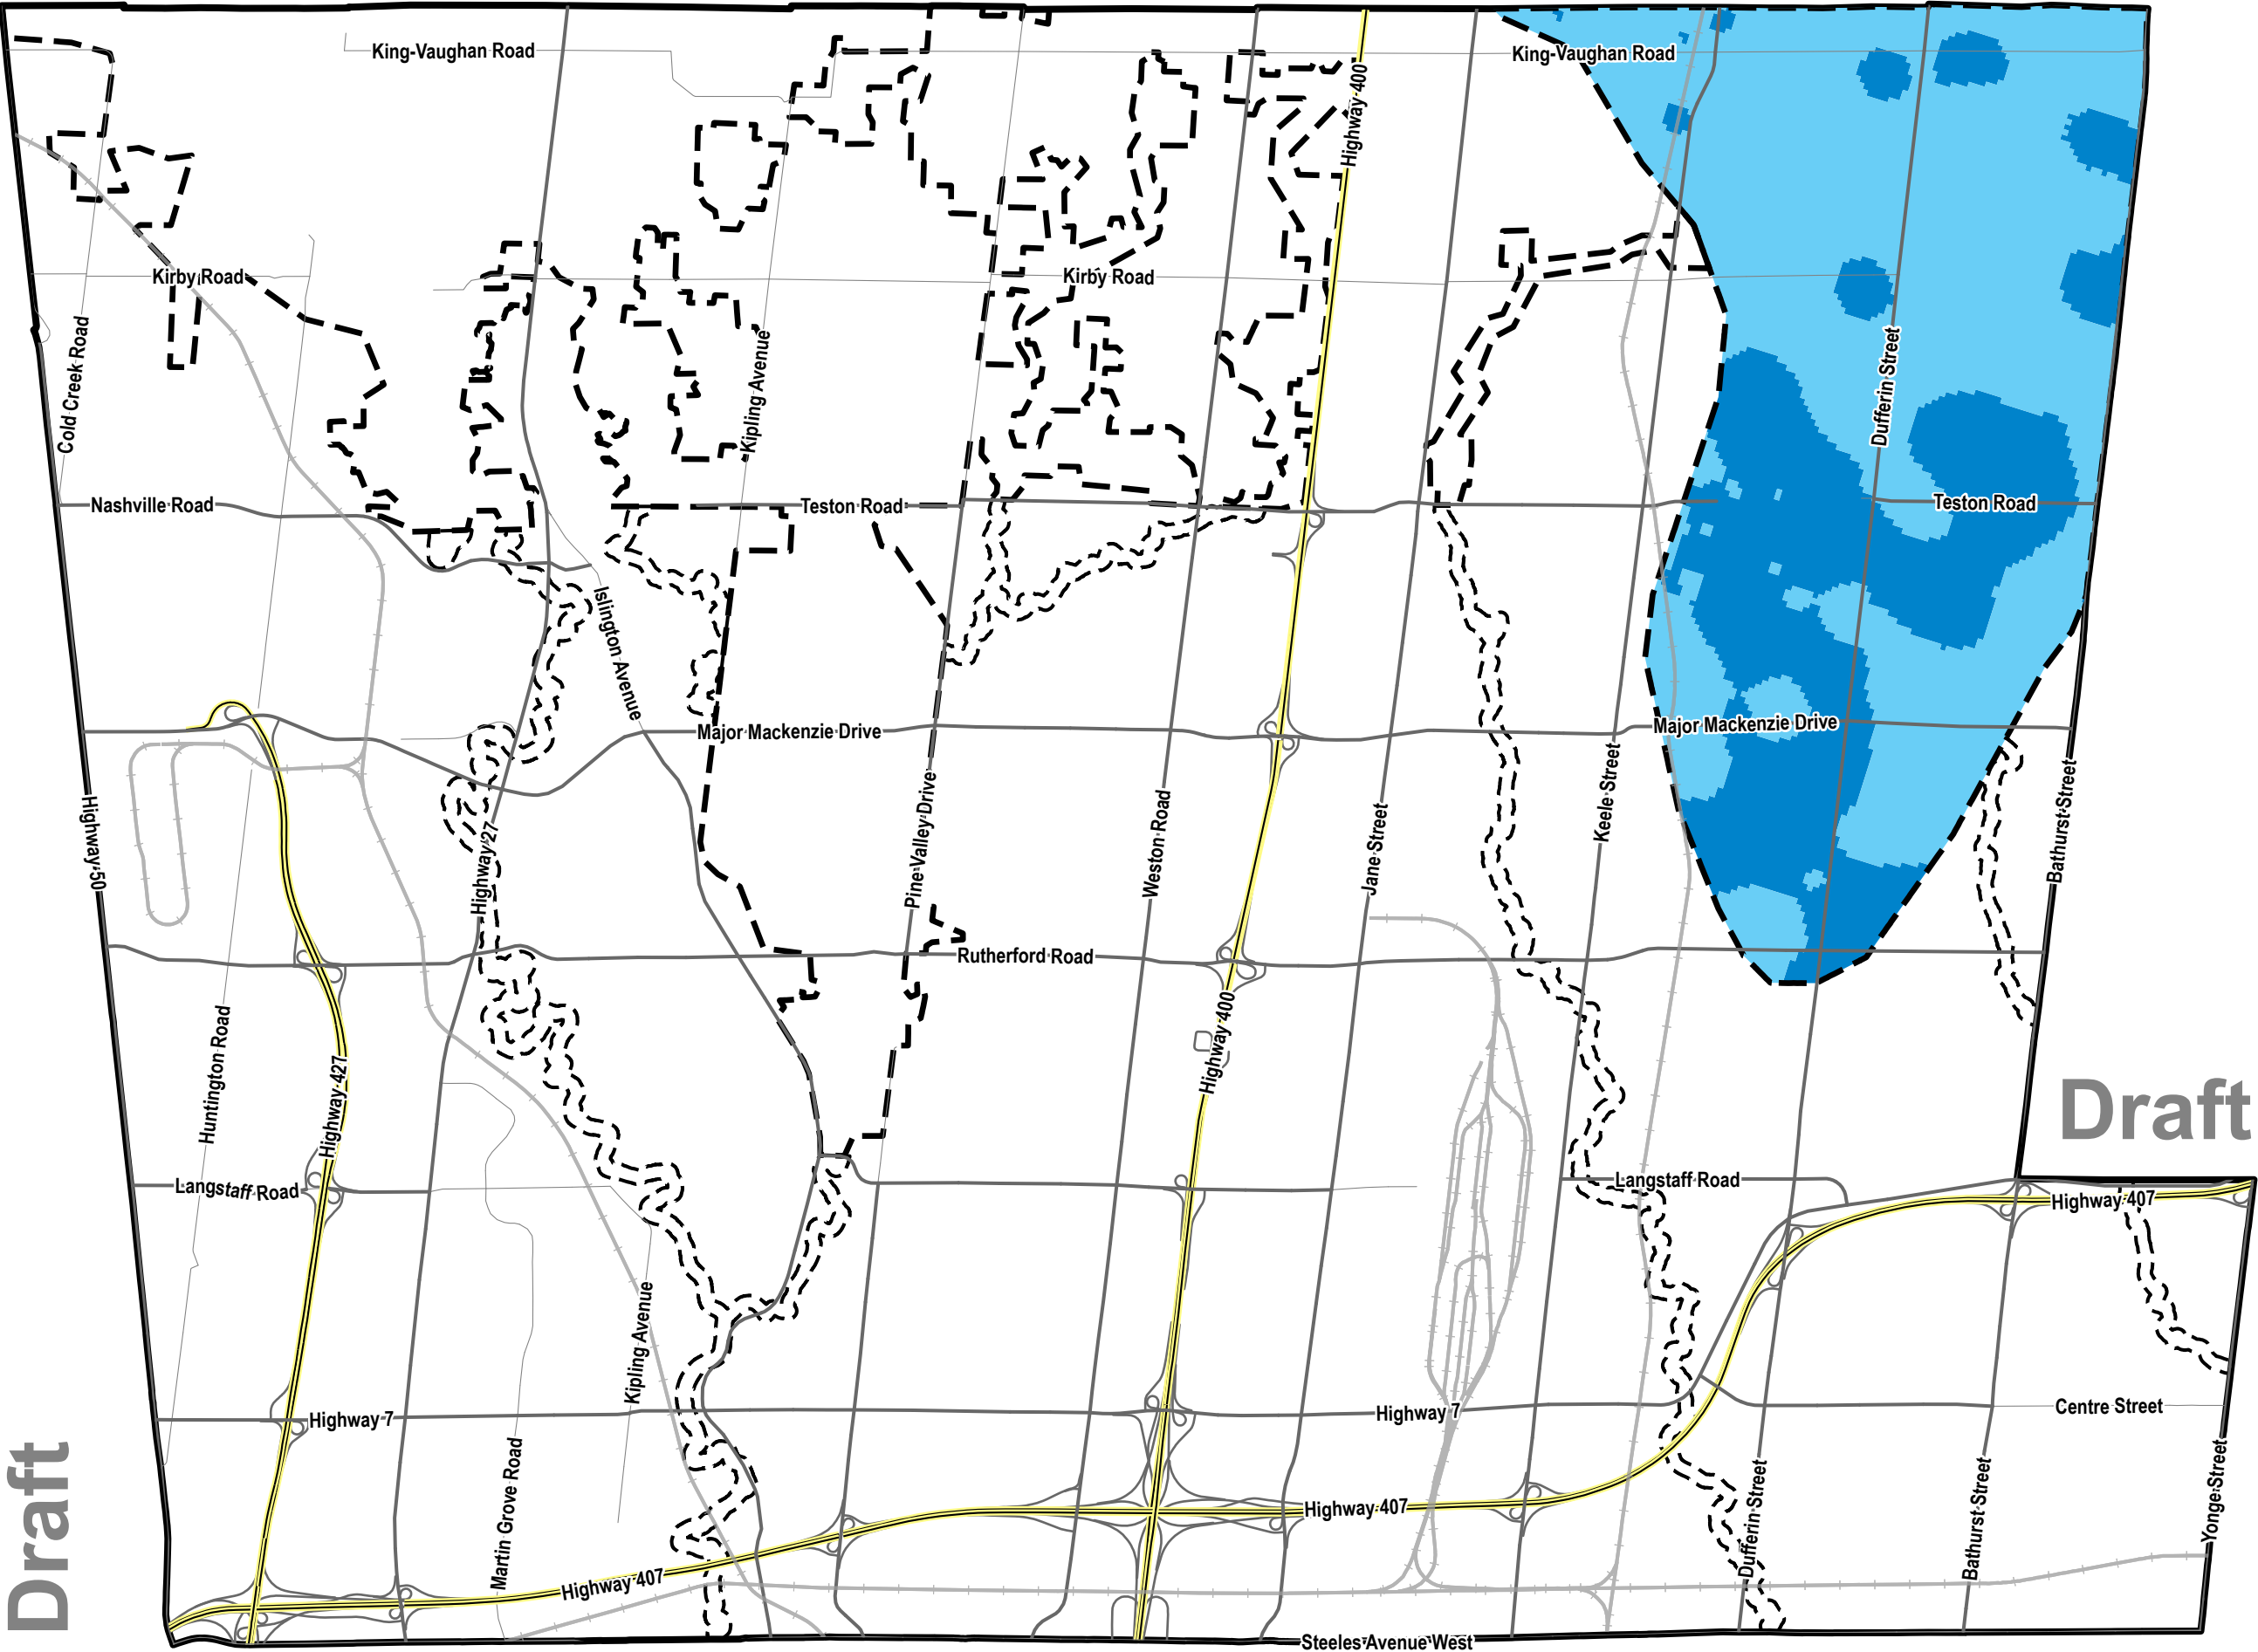 King-Vaughan Road
King-Vaughan Road
Highway 400
Kirby Road
Kirby Road
Cold Creek Road
Kipling Avenue
Dufferin Street
Nashville Road
Teston Road
Teston Road
Islington Avenue
Major Mackenzie Drive
Major Mackenzie Drive
Highway 50
Highway 27
Pine Valley Drive
Weston Road
Jane Street
Keele Street
Bathurst Street
Rutherford Road
Huntington Road
Highway 427
Highway 400
Draft
Langstaff Road
Langstaff Road
Highway 407
Kipling Avenue
Highway 7
Highway 7
Centre Street
Draft
Martin Grove Road
Highway 407
Highway 407
Dufferin Street
Bathurst Street
Yonge Street
Steeles Avenue West